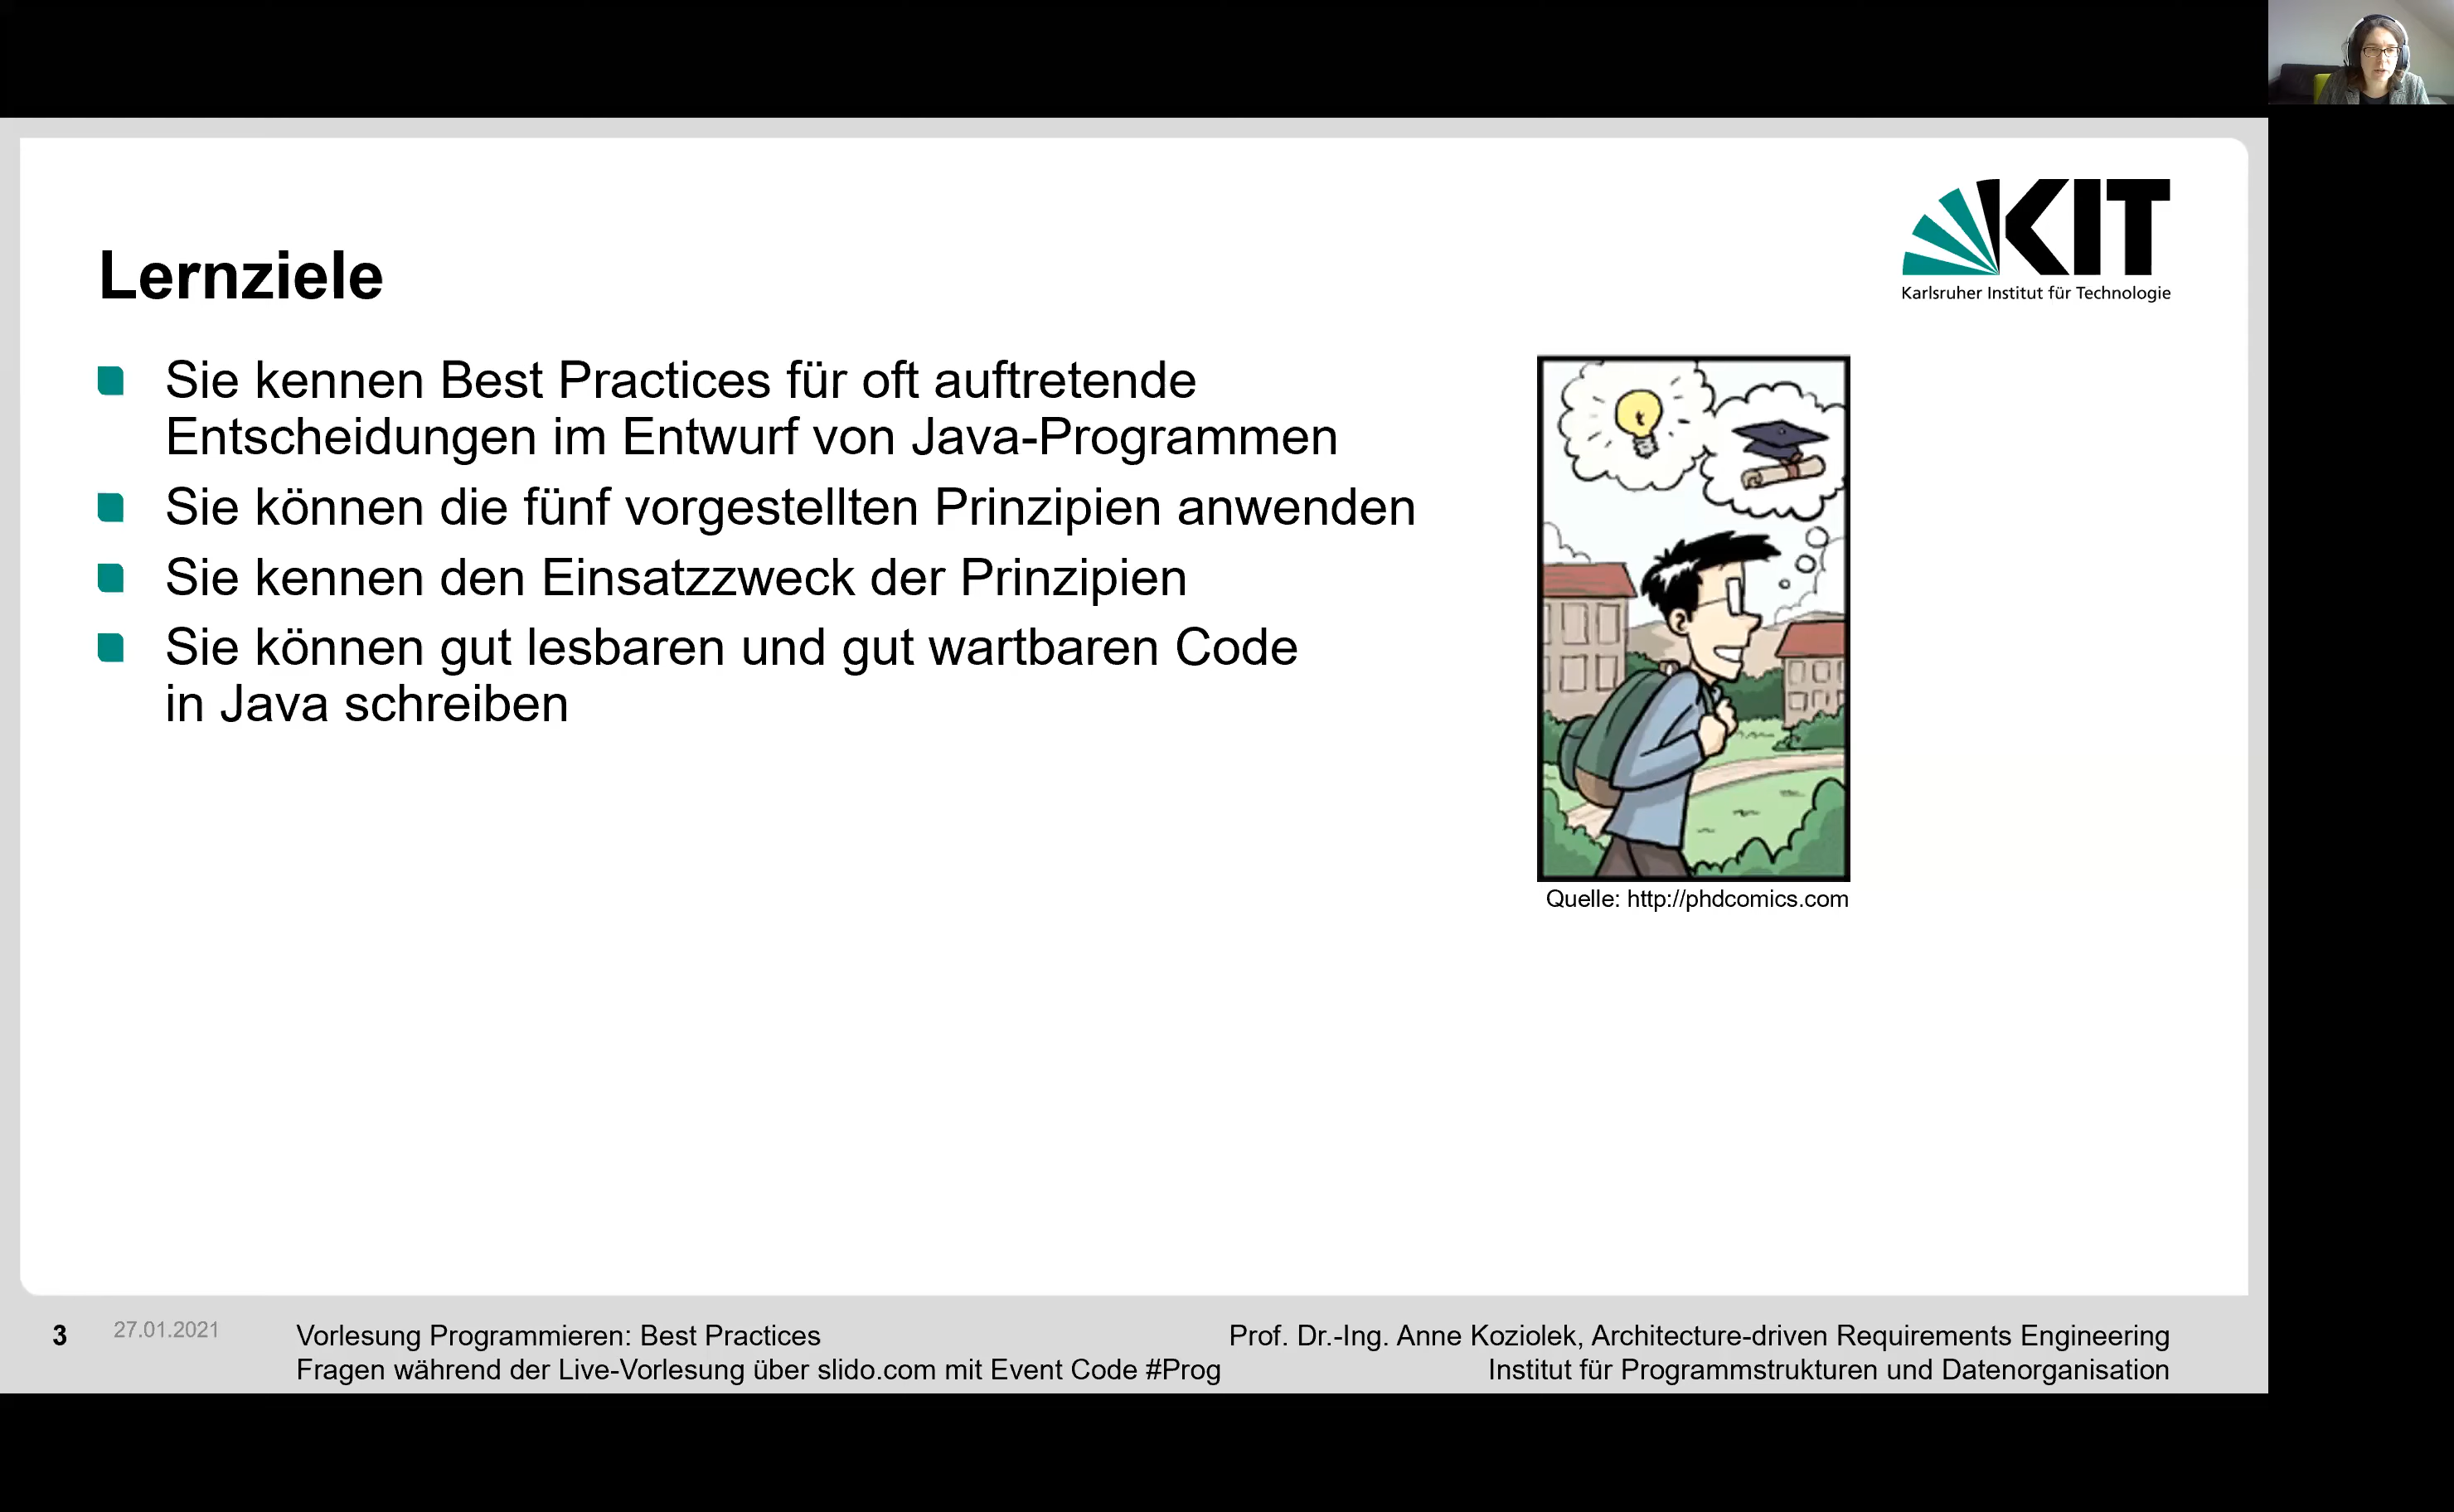 KIT
Karlsruher Institut für Technologie
Lernziele
Sie kennen Best Practices für oft auftretende
Entscheidungen im Entwurf von Java-Programmen
Sie können die fünf vorgestellten Prinzipien anwenden
Sie kennen den Einsatzzweck der Prinzipien
Sie können gut lesbaren und gut wartbaren Code
in Java schreiben
Quelle: http://phdcomics.com
3
27.01.2021
Vorlesung Programmieren: Best Practices
Fragen während der Live-Vorlesung über slido.com mit Event Code #Prog
Prof. Dr.-Ing. Anne Koziolek, Architecture-driven Requirements Engineering
Institut für Programmstrukturen und Datenorganisation